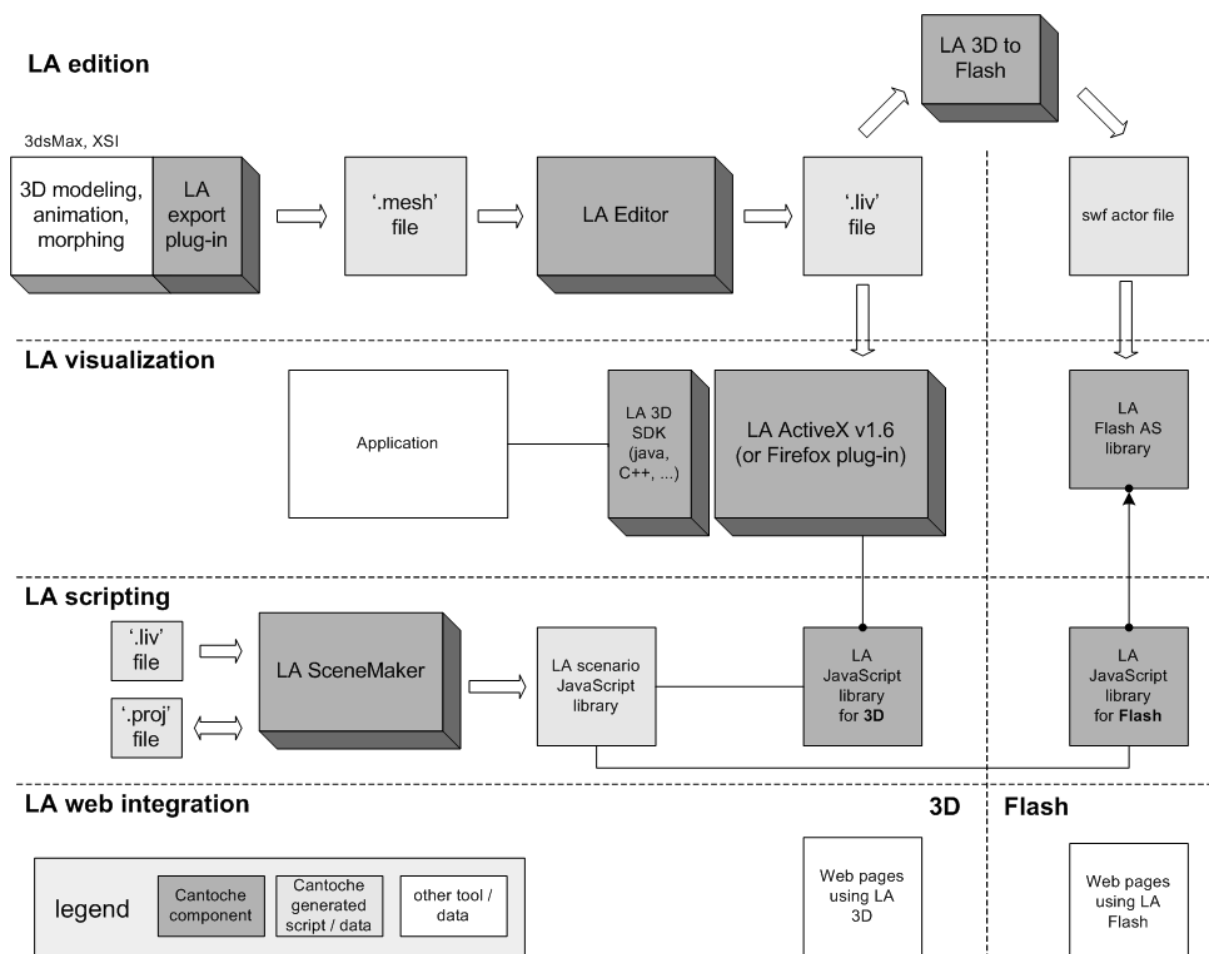 LA edition
LA 3D to
Flash
3dsMax, XSI
3D modeling,
animation,
morphing
LA
export
plug-in
‘.mesh’
file
LA Editor
‘.liv’
file
swf actor file
LA visualization
Application
LA 3D
SDK
(java,
C++, ...)
LA ActiveX v1.6
(or Firefox plug-in)
LA
Flash AS
library
LA scripting
‘.liv’
file
‘.proj’
file
LA SceneMaker
LA scenario
JavaScript
library
LA
JavaScript
library
for 3D
LA
JavaScript
library
for Flash
LA web integration
3D
Flash
legend
Cantoche
component
Cantoche
generated
script / data
other tool /
data
Web pages
using LA
3D
Web pages
using LA
Flash